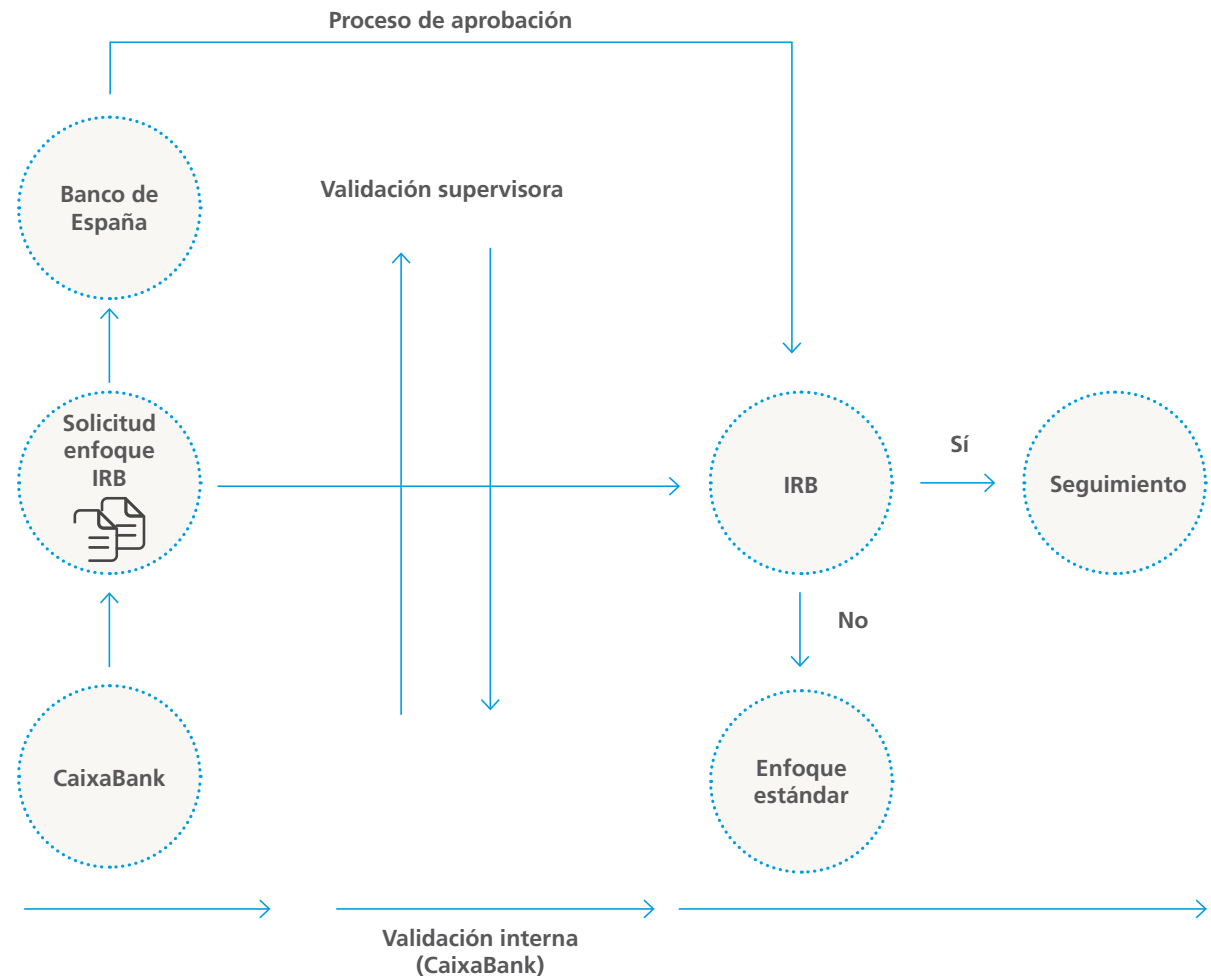 Proceso de aprobación
Banco de
España
Validación supervisora
Solicitud
enfoque
IRB
IRB
Sí
Seguimiento
No
CaixaBank
Enfoque
estándar
Validación interna
(CaixaBank)